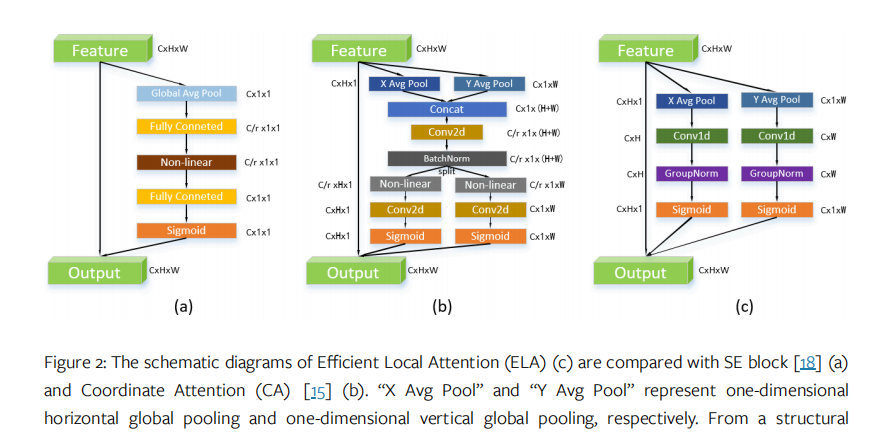 Feature CxHxW
Global Avg Pool Cx1x1
Fully Conneted C/r x1x1
Non-linear C/r x1x1
Fully Conneted Cx1x1
Sigmoid Cx1x1
Output CxHxW
(a)
Feature CxHxW
CxHx1 X Avg Pool Y Avg Pool Cx1xW
Concat Cx1x (H+W)
Conv2d C/r x1x (H+W)
BatchNorm C/r x1x (H+W)
split
C/r xHx1 Non-linear Non-linear C/r x1xW
CxHx1 Conv2d Conv2d Cx1xW
CxHx1 Sigmoid Sigmoid Cx1xW
Output CxHxW
(b)
Feature CxHxW
CxHx1 X Avg Pool Y Avg Pool Cx1xW
CxH Conv1d Conv1d CxW
CxH GroupNorm GroupNorm CxW
CxHx1 Sigmoid Sigmoid Cx1xW
Output CxHxW
(c)
Figure 2: The schematic diagrams of Efficient Local Attention (ELA) (c) are compared with SE block [18] (a)
and Coordinate Attention (CA) [15] (b). “X Avg Pool” and “Y Avg Pool” represent one-dimensional
horizontal global pooling and one-dimensional vertical global pooling, respectively. From a structural